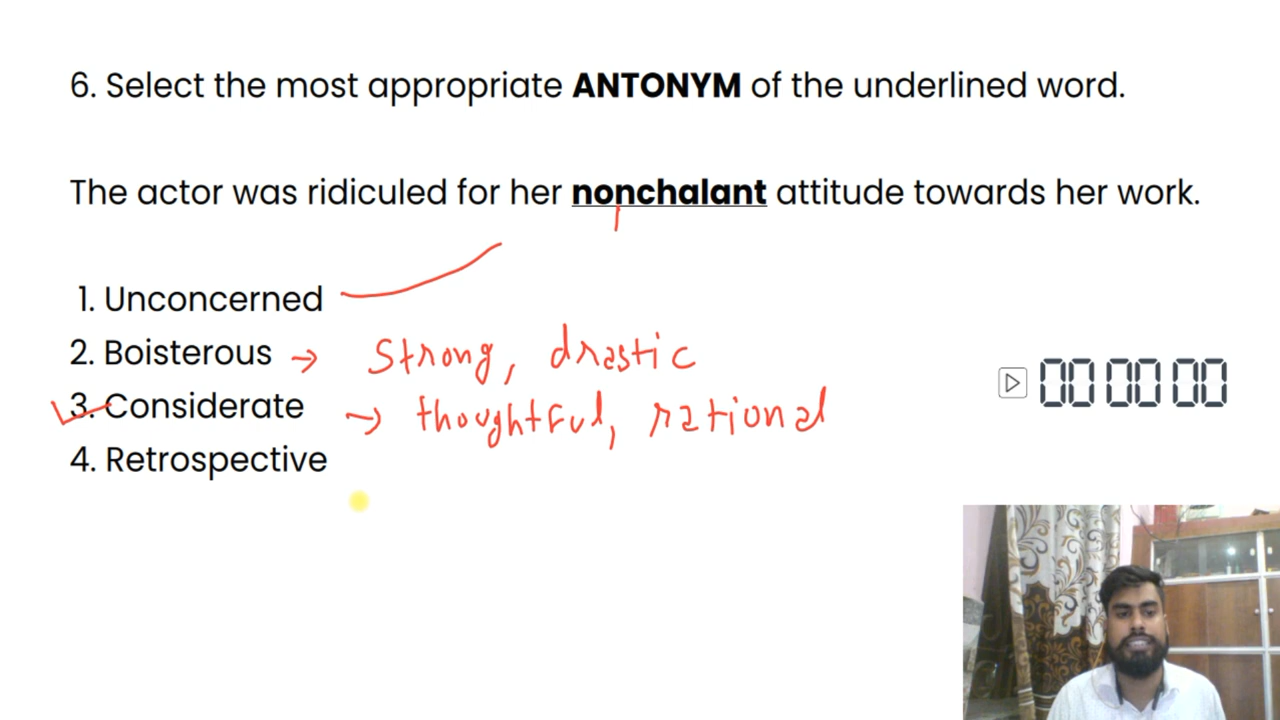 6. Select the most appropriate ANTONYM of the underlined word.
The actor was ridiculed for her nonchalant attitude towards her work.
1. Unconcerned
2. Boisterous → Strong, drastic
3. Considerate → thoughtful, rational
4. Retrospective
00 00 00